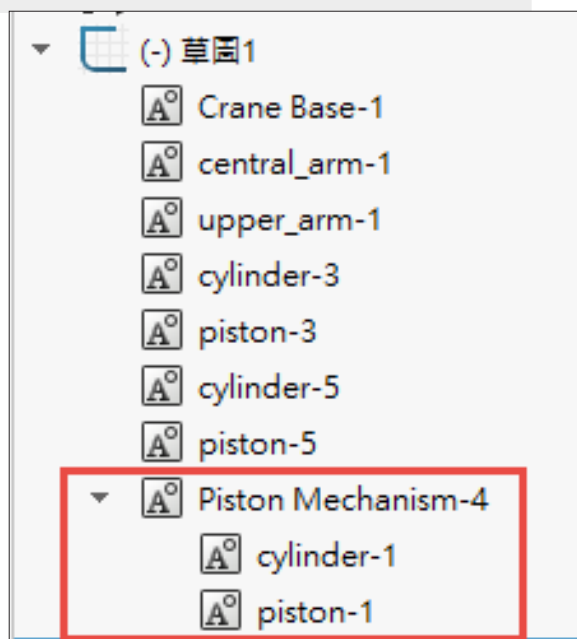 (-) 草圖1
Crane Base-1
central_arm-1
upper_arm-1
cylinder-3
piston-3
cylinder-5
piston-5
Piston Mechanism-4
cylinder-1
piston-1